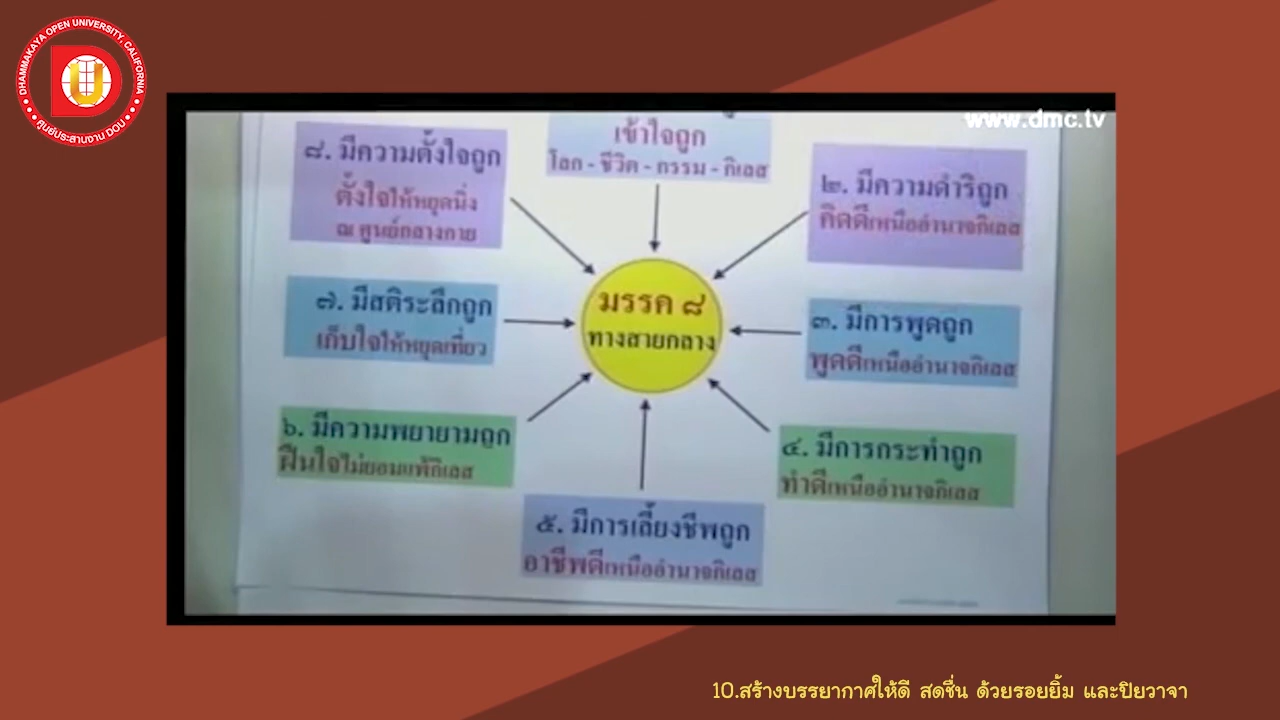 DHAMMAKAYA OPEN UNIVERSITY, CALIFORNIA
DU
ศูนย์ประสานงาน DOU
www.dmc.tv
เข้าใจถูก
โลก - ชีวิต - กรรม - กิเลส
๒. มีความดำริถูก
คิดดีเหนืออำนาจกิเลส
๓. มีการพูดถูก
พูดดีเหนืออำนาจกิเลส
๔. มีการกระทำถูก
ทำดีเหนืออำนาจกิเลส
๕. มีการเลี้ยงชีพถูก
อาชีพดีเหนืออำนาจกิเลส
๖. มีความพยายามถูก
ฝืนใจไม่ยอมแพ้กิเลส
๗. มีสติระลึกถูก
เก็บใจให้หยุดเที่ยว
๘. มีความตั้งใจถูก
ตั้งใจให้หยุดนิ่ง
ณ ศูนย์กลางกาย
มรรค ๘
ทางสายกลาง
10.สร้างบรรยากาศให้ดี สดชื่น ด้วยรอยยิ้ม และปิยวาจา